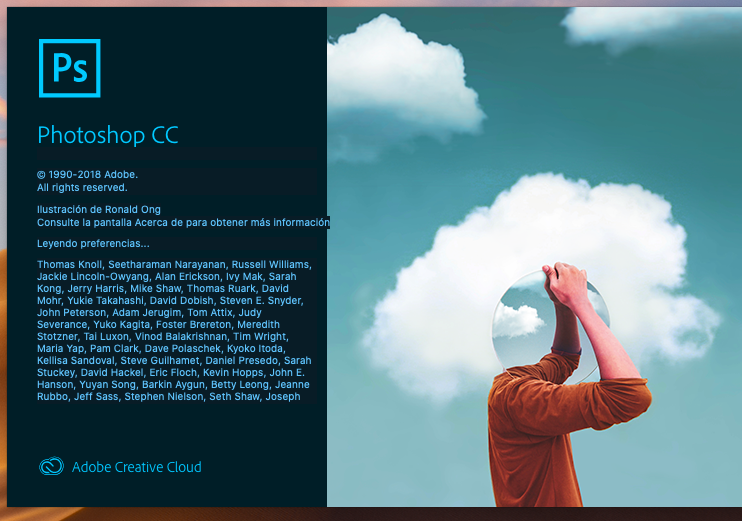 Ps
Photoshop CC
© 1990-2018 Adobe.
All rights reserved.
Ilustración de Ronald Ong
Consulte la pantalla Acerca de para obtener más información
Leyendo preferencias...
Thomas Knoll, Seetharaman Narayanan, Russell Williams,
Jackie Lincoln-Owyang, Alan Erickson, Ivy Mak, Sarah
Kong, Jerry Harris, Mike Shaw, Thomas Ruark, David
Mohr, Yukie Takahashi, David Dobish, Steven E. Snyder,
John Peterson, Adam Jerugim, Tom Attix, Judy
Severance, Yuko Kagita, Foster Brereton, Meredith
Stotzner, Tai Luxon, Vinod Balakrishnan, Tim Wright,
Maria Yap, Pam Clark, Dave Polaschek, Kyoko Itoda,
Kellisa Sandoval, Steve Guilhamet, Daniel Presedo, Sarah
Stuckey, David Hackel, Eric Floch, Kevin Hopps, John E.
Hanson, Yuyan Song, Barkin Aygun, Betty Leong, Jeanne
Rubbo, Jeff Sass, Stephen Nielson, Seth Shaw, Joseph
Adobe Creative Cloud